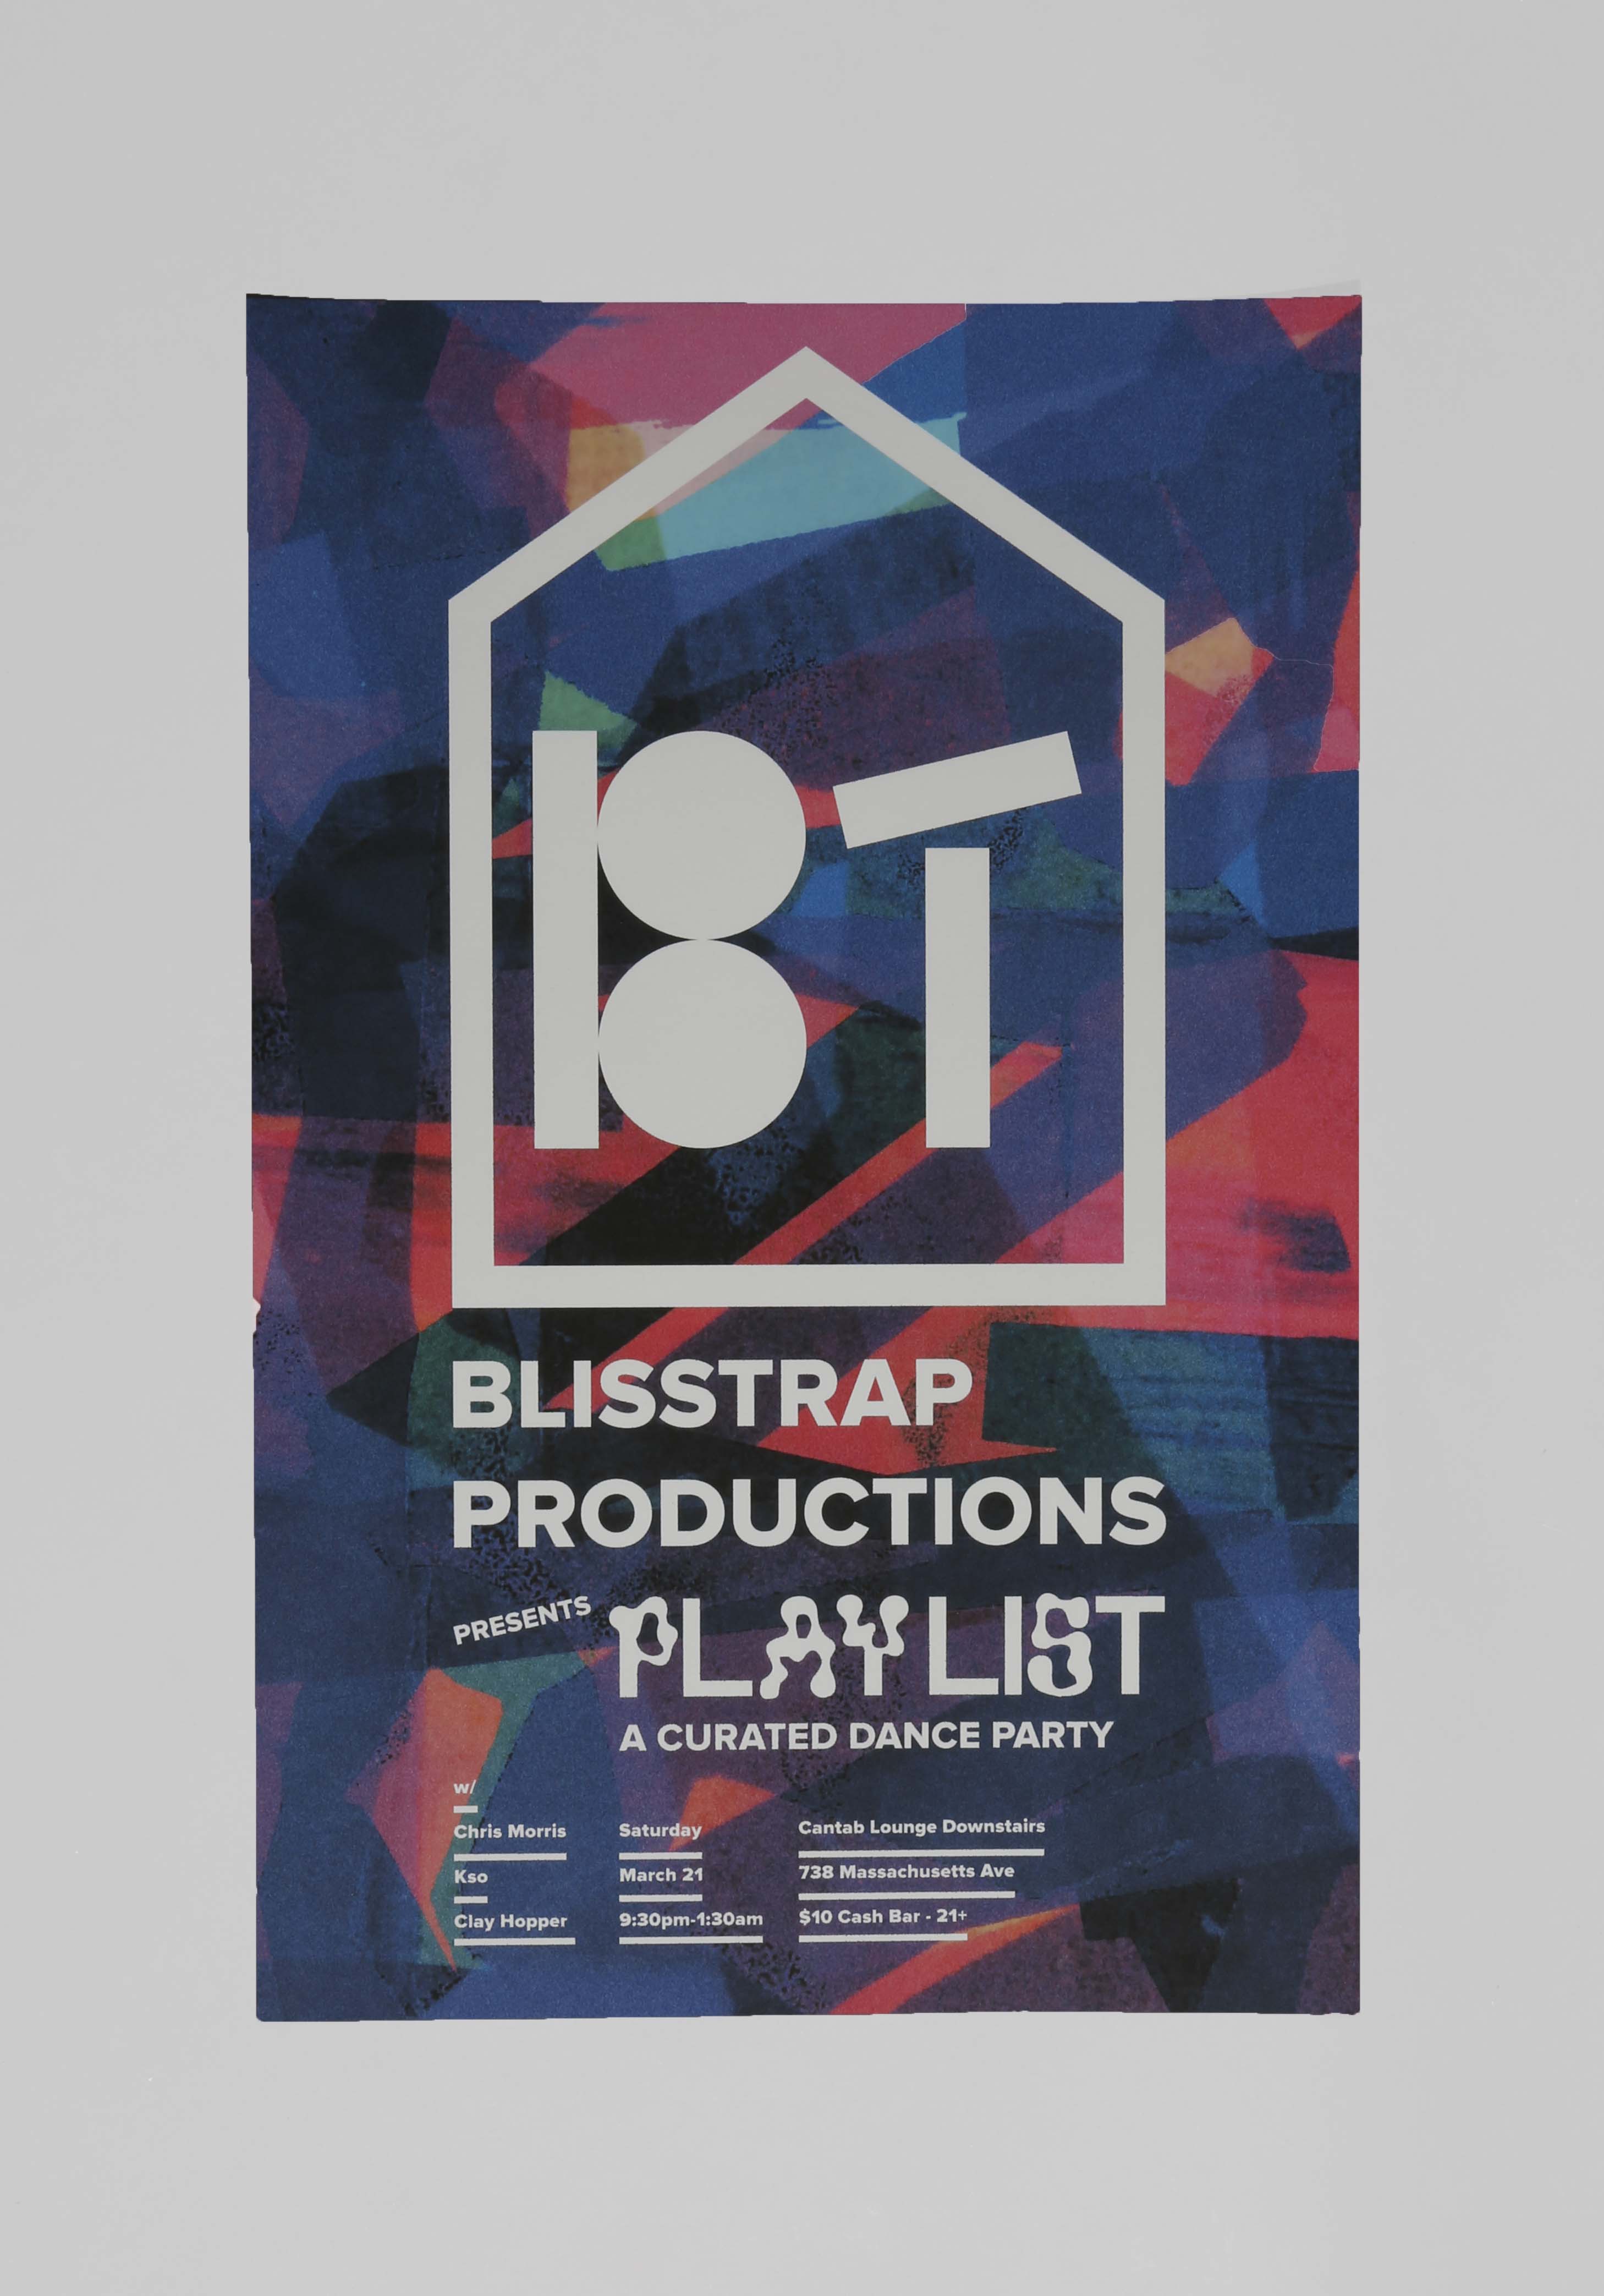 BT
BLISSTRAP
PRODUCTIONS
PRESENTS PLAYLIST
A CURATED DANCE PARTY
w/
Chris Morris
Kso
Clay Hopper
Saturday
March 21
9:30pm-1:30am
Cantab Lounge Downstairs
738 Massachusetts Ave
$10 Cash Bar - 21+